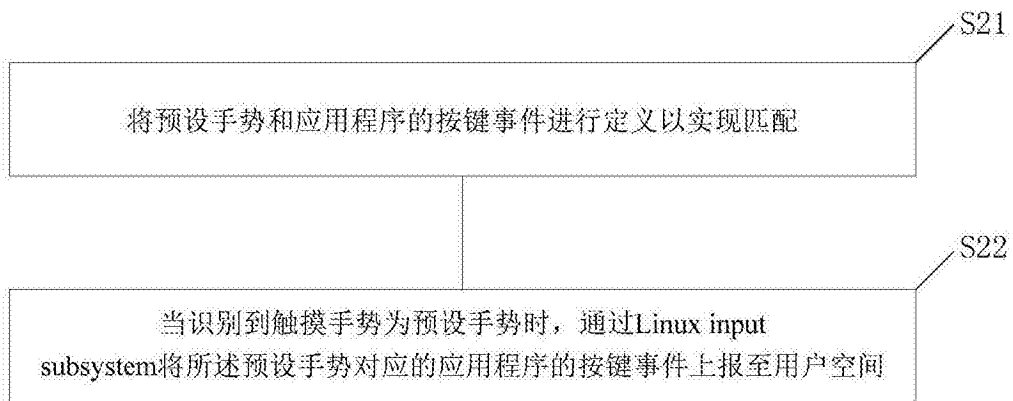 S21
将预设手势和应用程序的按键事件进行定义以实现匹配
S22
当识别到触摸手势为预设手势时，通过Linux input
subsystem将所述预设手势对应的应用程序的按键事件上报至用户空间